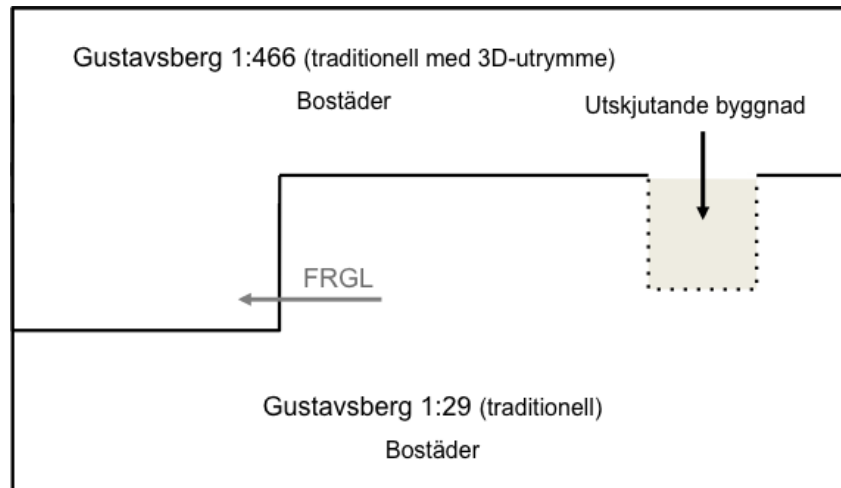 Gustavsberg 1:466 (traditionell med 3D-utrymme)
Bostäder
Utskjutande byggnad
FRGL
Gustavsberg 1:29 (traditionell)
Bostäder